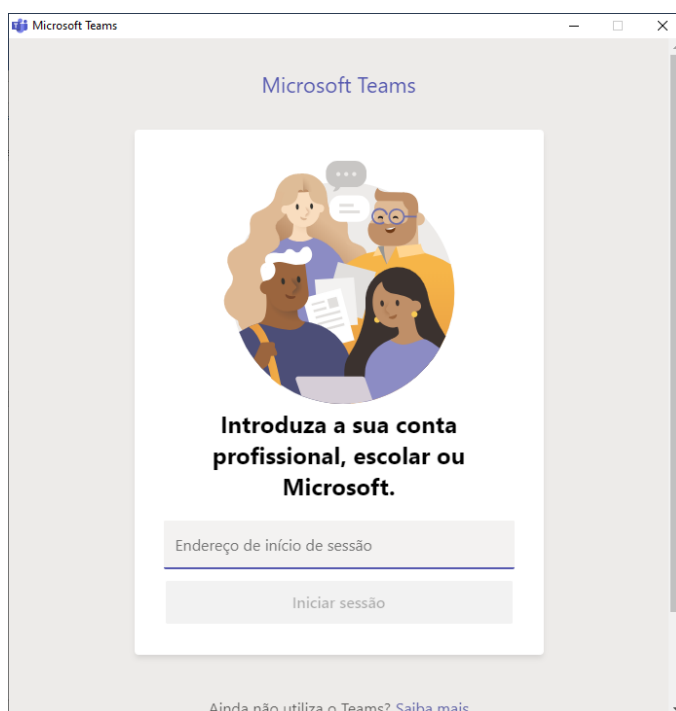 Microsoft Teams
Microsoft Teams
Introduza a sua conta
profissional, escolar ou
Microsoft.
Endereço de início de sessão
Iniciar sessão
Ainda não utiliza o Teams? Saiba mais